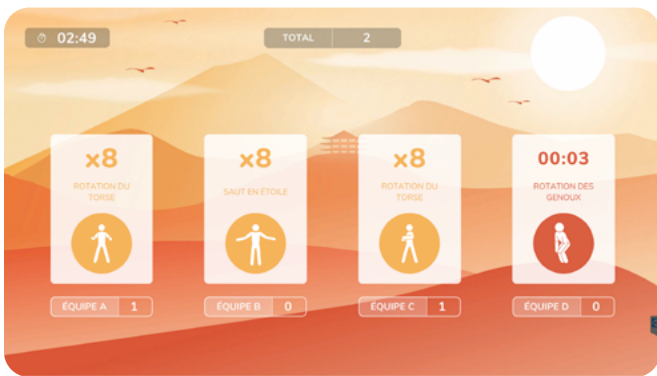 02:49
TOTAL 2
x8
ROTATION DU
TORSE
x8
SAUT EN ÉTOILE
x8
ROTATION DU
TORSE
00:03
ROTATION DES
GENOUX
ÉQUIPE A 1
ÉQUIPE B 0
ÉQUIPE C 1
ÉQUIPE D 0